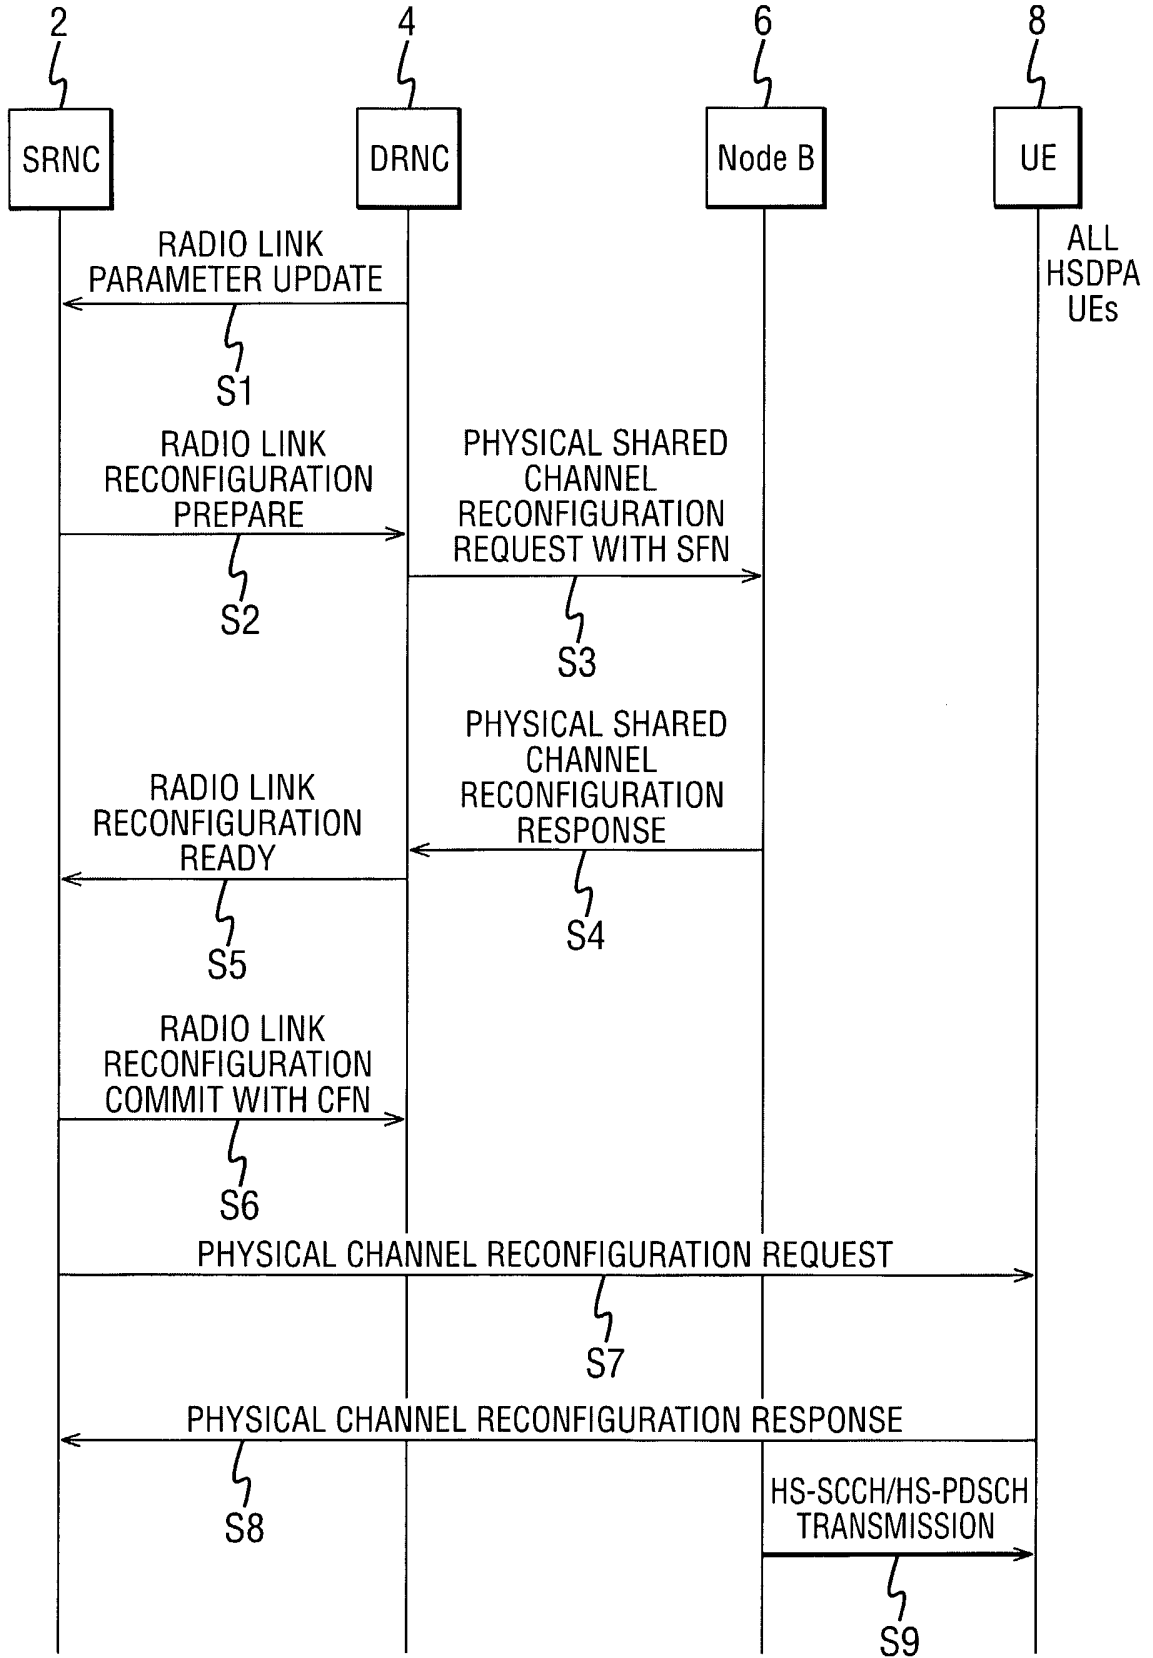 2
4
6
8
SRNC
DRNC
Node B
UE
ALL
HSDPA
UEs
RADIO LINK
PARAMETER UPDATE
S1
RADIO LINK
RECONFIGURATION
PREPARE
S2
PHYSICAL SHARED
CHANNEL
RECONFIGURATION
REQUEST WITH SFN
S3
PHYSICAL SHARED
CHANNEL
RECONFIGURATION
RESPONSE
S4
RADIO LINK
RECONFIGURATION
READY
S5
RADIO LINK
RECONFIGURATION
COMMIT WITH CFN
S6
PHYSICAL CHANNEL RECONFIGURATION REQUEST
S7
PHYSICAL CHANNEL RECONFIGURATION RESPONSE
S8
HS-SCCH/HS-PDSCH
TRANSMISSION
S9